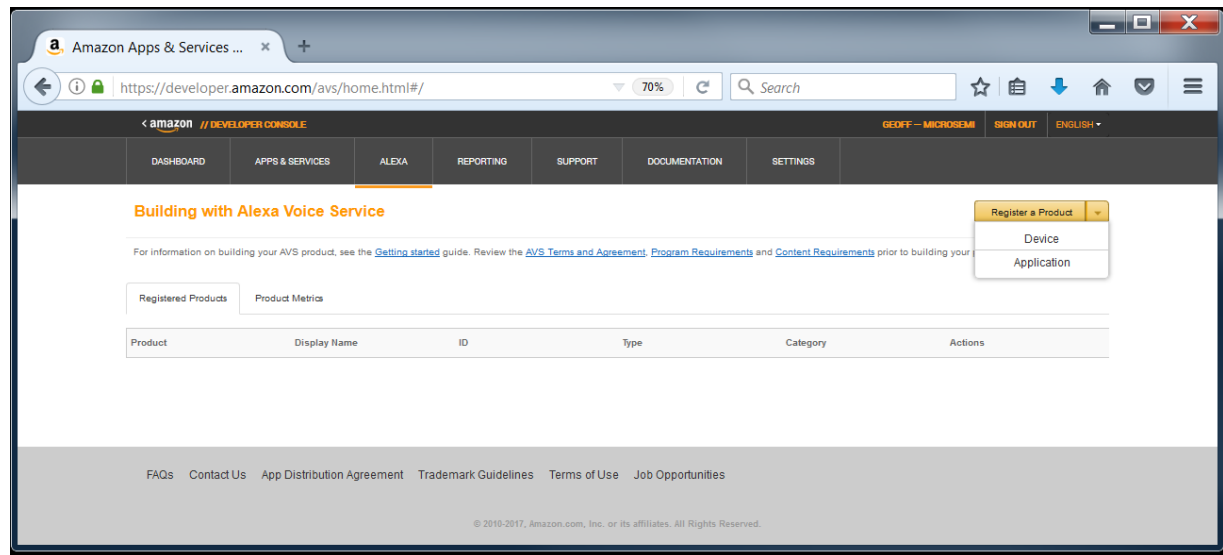 Amazon Apps & Services ...
https://developer.amazon.com/avs/home.html#/
70%
Search
< amazon // DEVELOPER CONSOLE
GEOFF – MICROSEMI SIGN OUT ENGLISH
DASHBOARD APPS & SERVICES ALEXA REPORTING SUPPORT DOCUMENTATION SETTINGS
Building with Alexa Voice Service
Register a Product
Device
Application
For information on building your AVS product, see the Getting started guide. Review the AVS Terms and Agreement, Program Requirements and Content Requirements prior to building your
Registered Products Product Metrics
Product Display Name ID Type Category Actions
FAQs Contact Us App Distribution Agreement Trademark Guidelines Terms of Use Job Opportunities
© 2010-2017, Amazon.com, Inc. or its affiliates. All Rights Reserved.